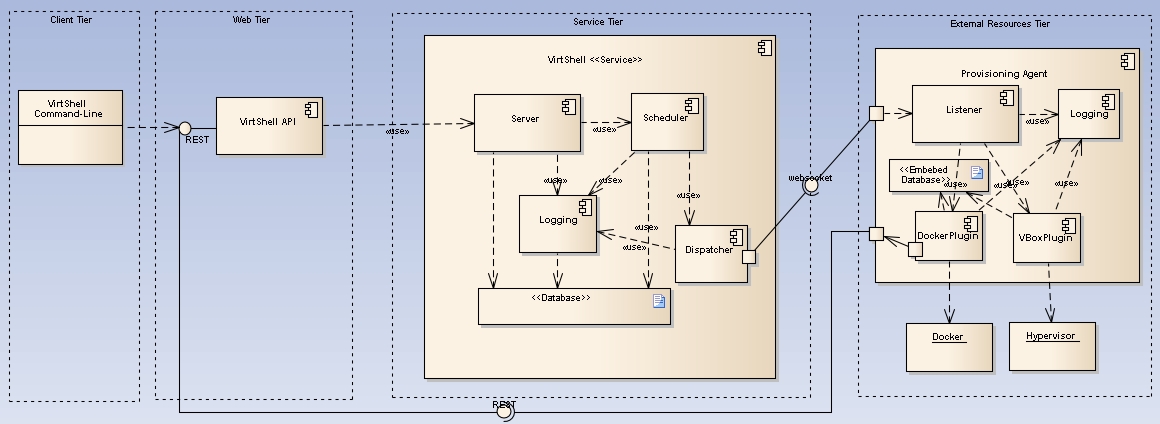 Client Tier
Web Tier
Service Tier
External Resources Tier
VirtShell <<Service>>
Provisioning Agent
VirtShell
Command-Line
REST
VirtShell API
«use»
Server
«use»
Scheduler
Listener
«use»
Logging
«use»
«use»
websocket
<<Embebed
Database>>
«use»
«use»
«use»
Logging
«use»
«use»
Dispatcher
DockerPlugin
VBoxPlugin
<<Database>>
Docker
Hypervisor
REST